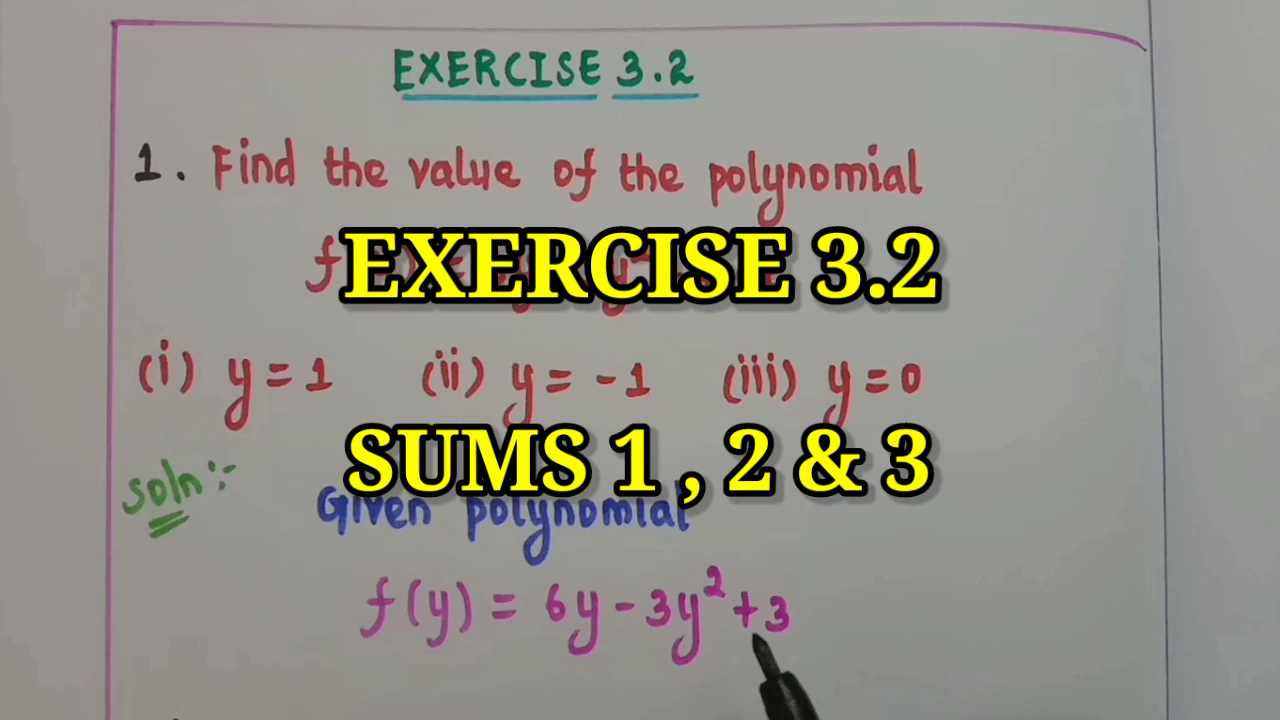 EXERCISE 3.2
1. Find the value of the polynomial
EXERCISE 3.2
(i) y = 1 (ii) y = -1 (iii) y = 0
SUMS 1 , 2 & 3
Soln :-
Given polynomial
f(y) = 6y - 3y² + 3